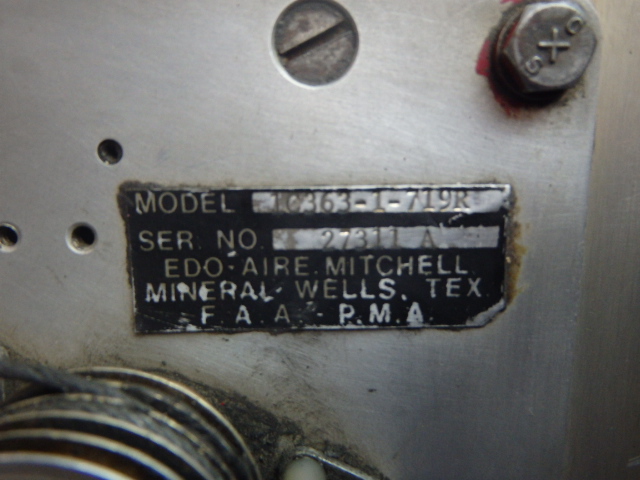 MODEL 1C363-1-719R
SER. NO. 27311 A
EDO-AIRE MITCHELL
MINERAL WELLS, TEX.
F.A.A. - P.M.A.